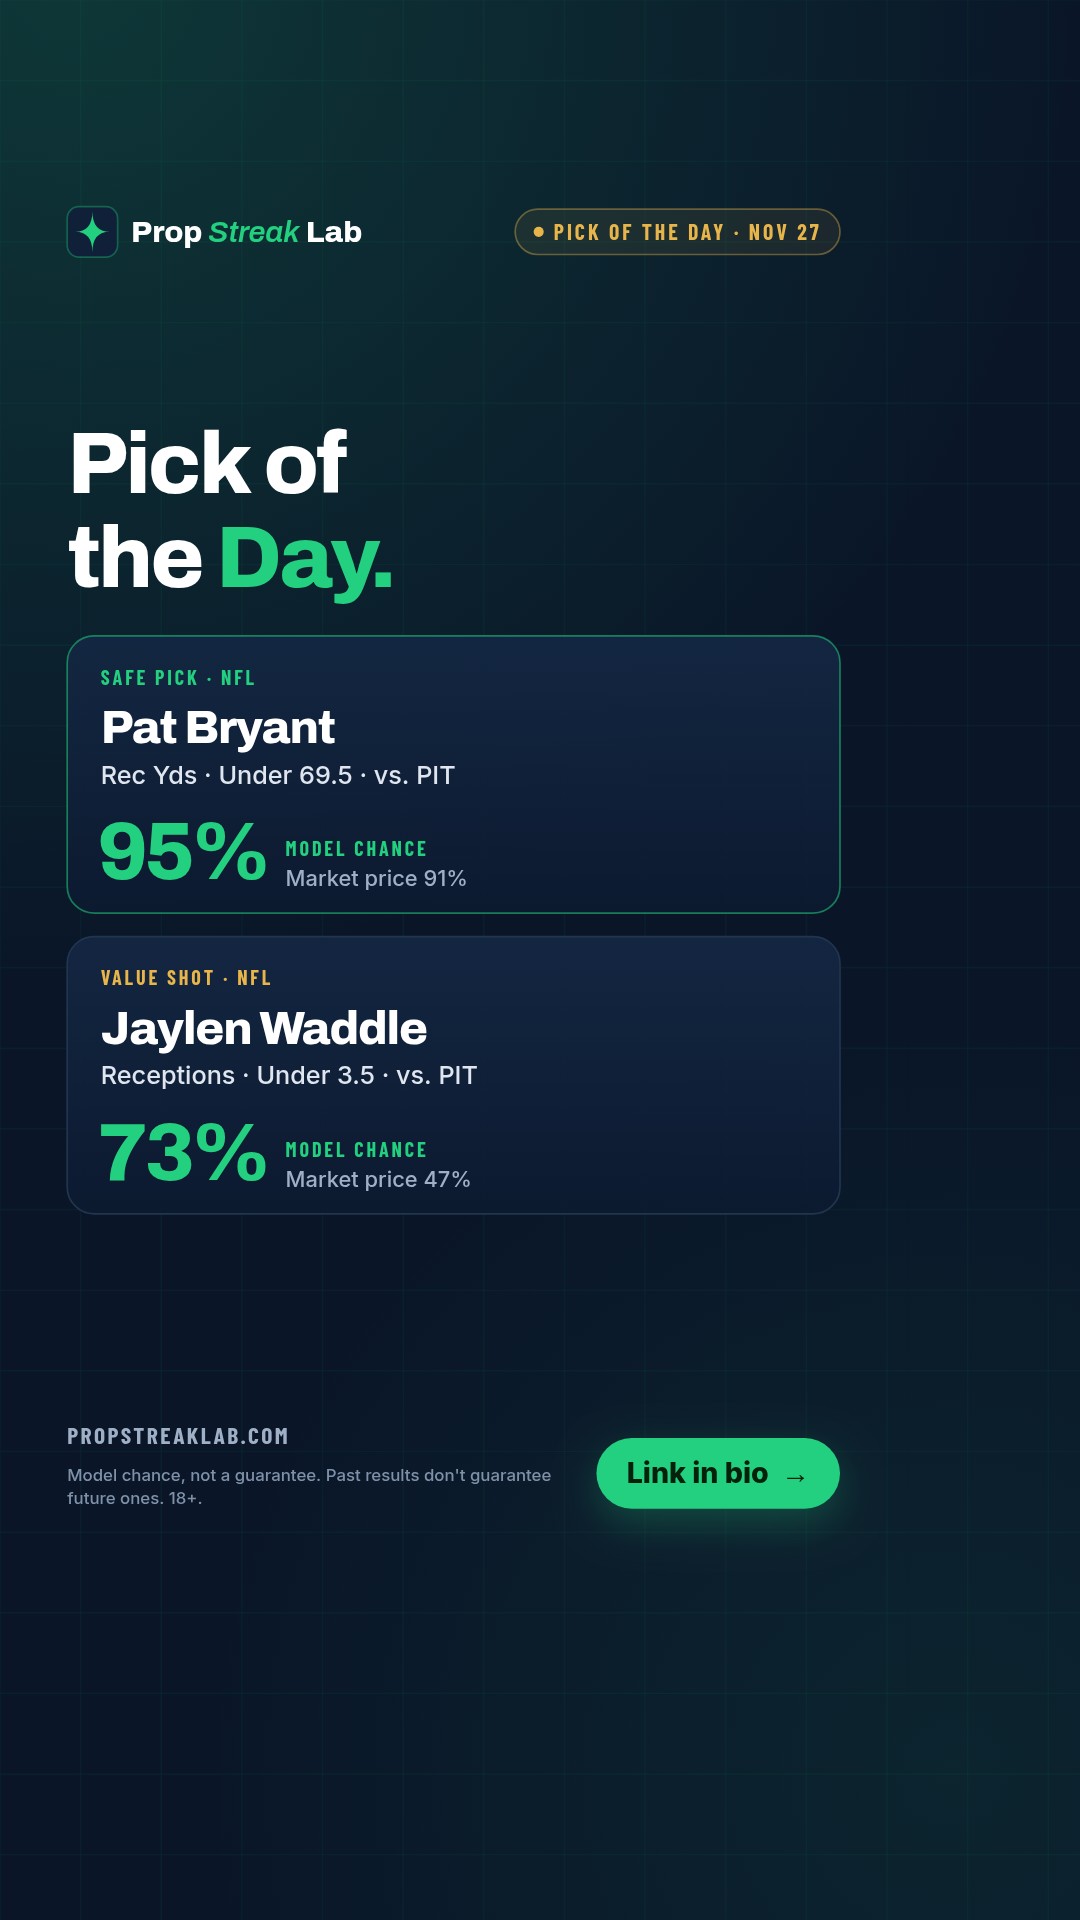 Prop Streak Lab
PICK OF THE DAY · NOV 27
Pick of
the Day.
SAFE PICK · NFL
Pat Bryant
Rec Yds · Under 69.5 · vs. PIT
95%
MODEL CHANCE
Market price 91%
VALUE SHOT · NFL
Jaylen Waddle
Receptions · Under 3.5 · vs. PIT
73%
MODEL CHANCE
Market price 47%
PROPSTREAKLAB.COM
Model chance, not a guarantee. Past results don't guarantee
future ones. 18+.
Link in bio →